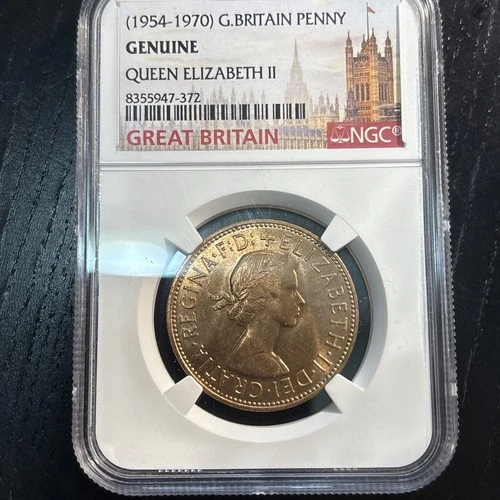 (1954-1970) G.BRITAIN PENNY
GENUINE
QUEEN ELIZABETH II
8355947-372
GREAT BRITAIN
NGC®
+ELIZABETH·II·DEI·GRATIA·REGINA·F:D: